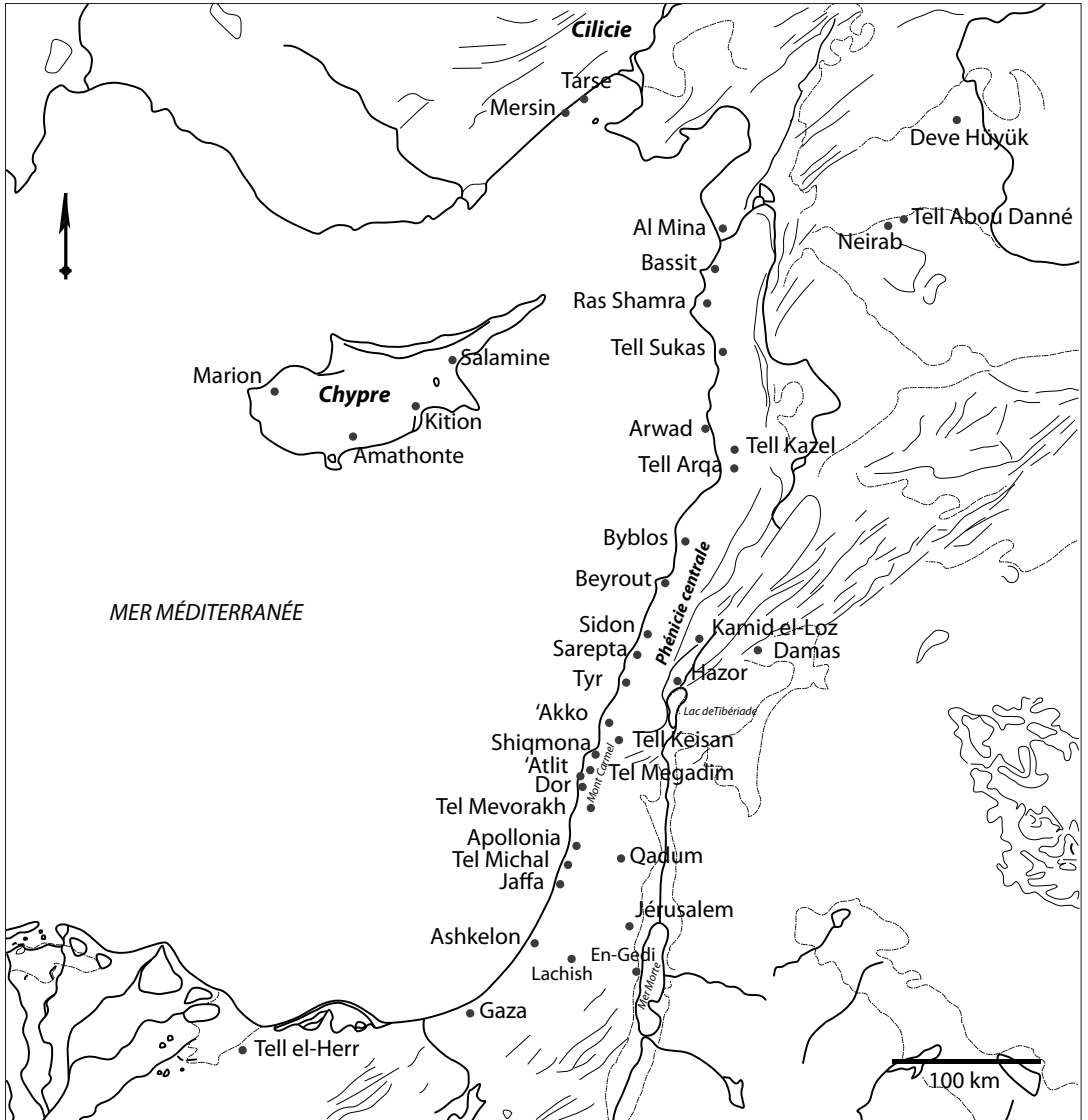 Cilicie
Tarse
Mersin
Deve Hüyük
Al Mina
Tell Abou Danné
Neirab
Bassit
Ras Shamra
Tell Sukas
Salamine
Marion
Chypre
Kition
Amathonte
Arwad
Tell Kazel
Tell Arqa
Byblos
Beyrout
Phénicie centrale
MER MÉDITERRANÉE
Sidon
Kamid el-Loz
Sarepta
Damas
Tyr
Hazor
Lac deTibériade
‘Akko
Shiqmona
Tell Keisan
‘Atlit
Tel Megadim
Dor
Mont Carmel
Tel Mevorakh
Apollonia
Tel Michal
Qadum
Jaffa
Jérusalem
Ashkelon
En-Gedi
Lachish
Mer Morte
Gaza
Tell el-Herr
100 km